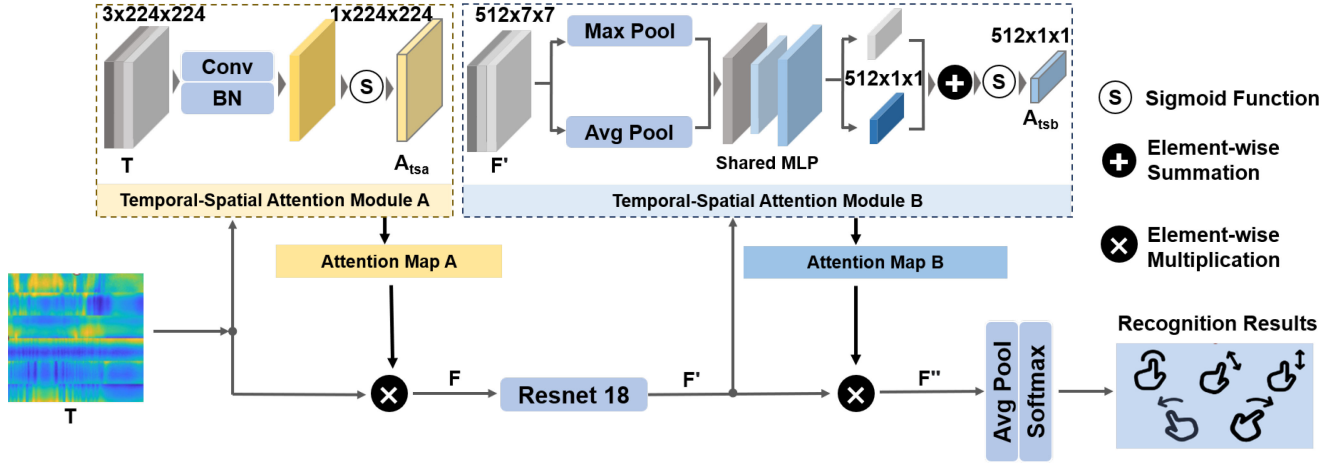 3x224x224
1x224x224
Conv
BN
S
T
A_tsa
Temporal-Spatial Attention Module A
512x7x7
Max Pool
Avg Pool
F'
Shared MLP
512x1x1
+
S
512x1x1
A_tsb
Temporal-Spatial Attention Module B
S Sigmoid Function
+ Element-wise
Summation
× Element-wise
Multiplication
Attention Map A
Attention Map B
T
×
F
Resnet 18
F'
×
F''
Avg Pool
Softmax
Recognition Results